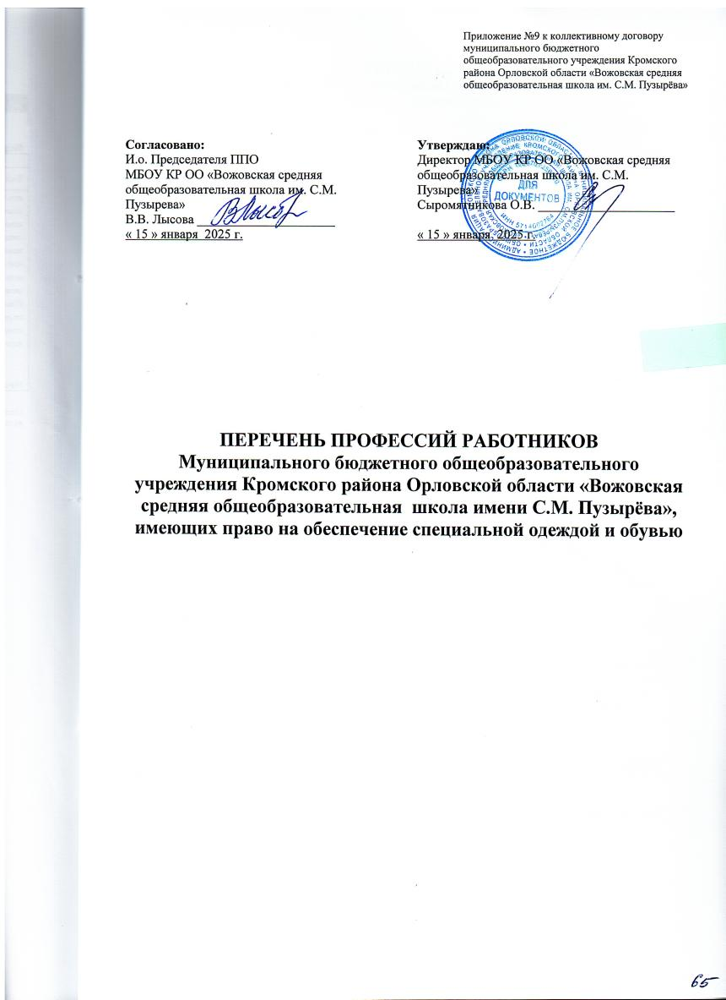 Приложение №9 к коллективному договору
муниципального бюджетного
общеобразовательного учреждения Кромского
района Орловской области «Вожовская средняя
общеобразовательная школа им. С.М. Пузырёва»
Согласовано:
И.о. Председателя ППО
МБОУ КР ОО «Вожовская средняя
общеобразовательная школа им. С.М.
Пузырева»
В.В. Лысова
« 15 » января 2025 г.
Утверждаю:
Директор МБОУ КР ОО «Вожовская средняя
общеобразовательная школа им. С.М.
Пузырева»
Сыромятникова О.В.
« 15 » января 2025 г.
ДЛЯ
ДОКУМЕНТОВ
ПЕРЕЧЕНЬ ПРОФЕССИЙ РАБОТНИКОВ
Муниципального бюджетного общеобразовательного
учреждения Кромского района Орловской области «Вожовская
средняя общеобразовательная школа имени С.М. Пузырёва»,
имеющих право на обеспечение специальной одеждой и обувью
65